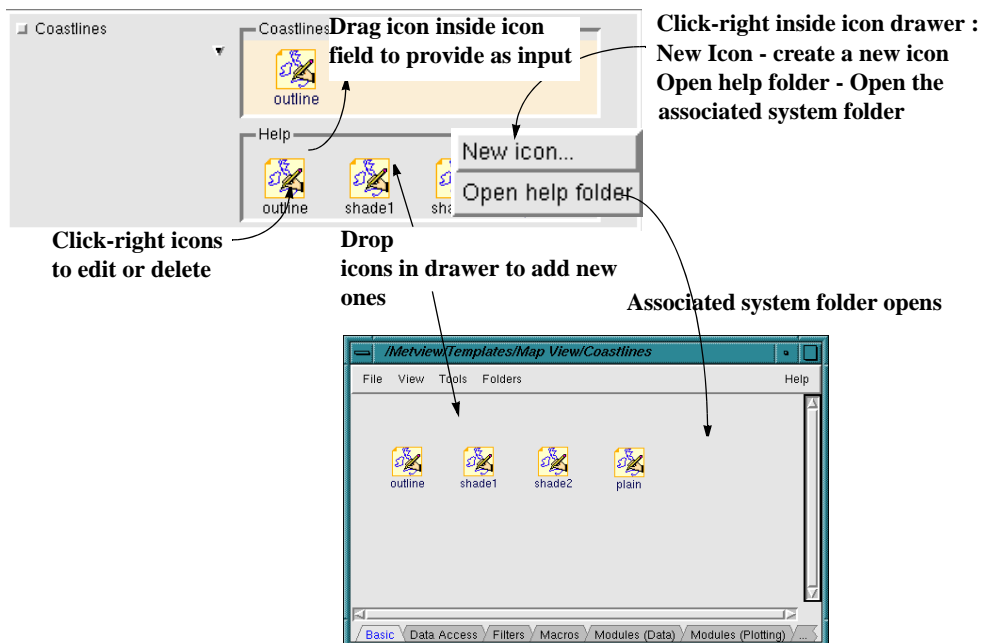 Coastlines
Coastlines
Drag icon inside icon
field to provide as input
outline
Click-right inside icon drawer :
New Icon - create a new icon
Open help folder - Open the
associated system folder
Help
outline
shade1
New icon...
Open help folder
Click-right icons
to edit or delete
Drop
icons in drawer to add new
ones
Associated system folder opens
/Metview/Templates/Map View/Coastlines
File View Tools Folders Help
outline shade1 shade2 plain
Basic Data Access Filters Macros Modules (Data) Modules (Plotting) ...